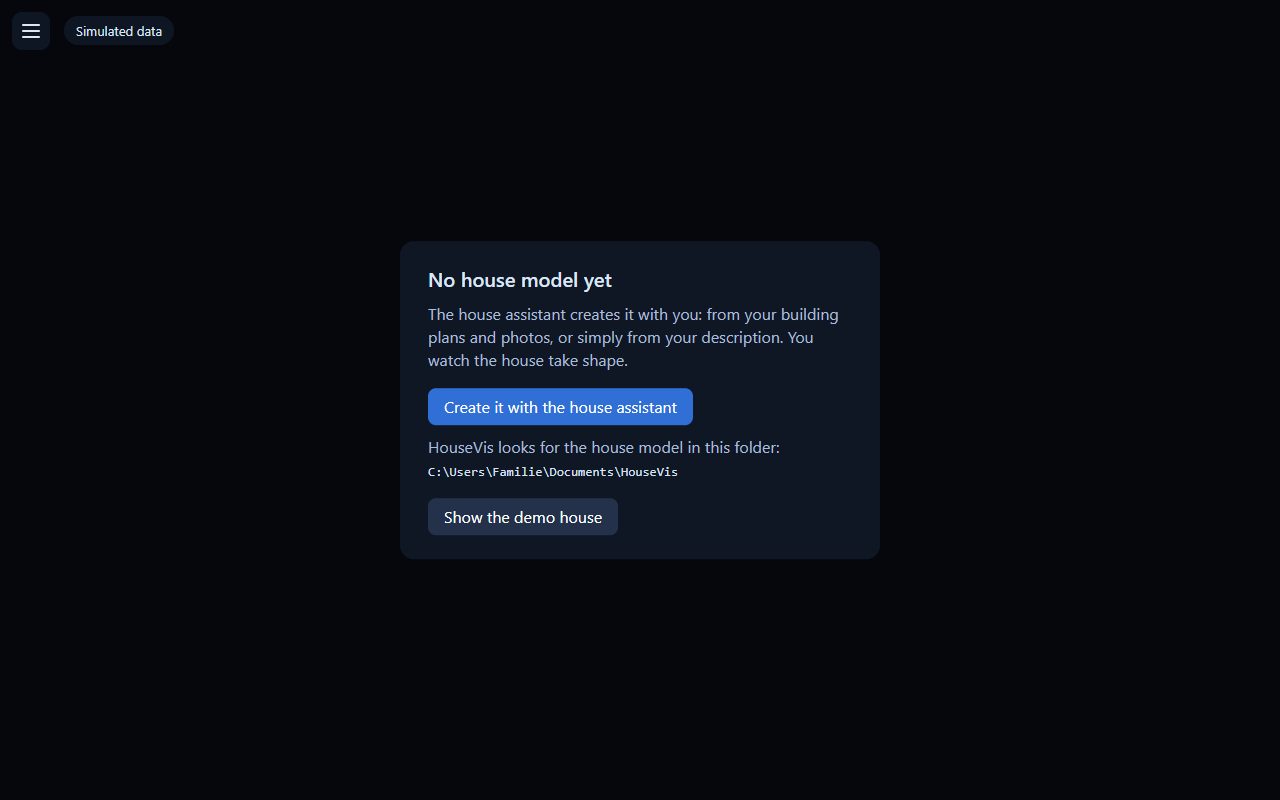 Simulated data
No house model yet
The house assistant creates it with you: from your building
plans and photos, or simply from your description. You
watch the house take shape.
Create it with the house assistant
HouseVis looks for the house model in this folder:
C:\Users\Familie\Documents\HouseVis
Show the demo house